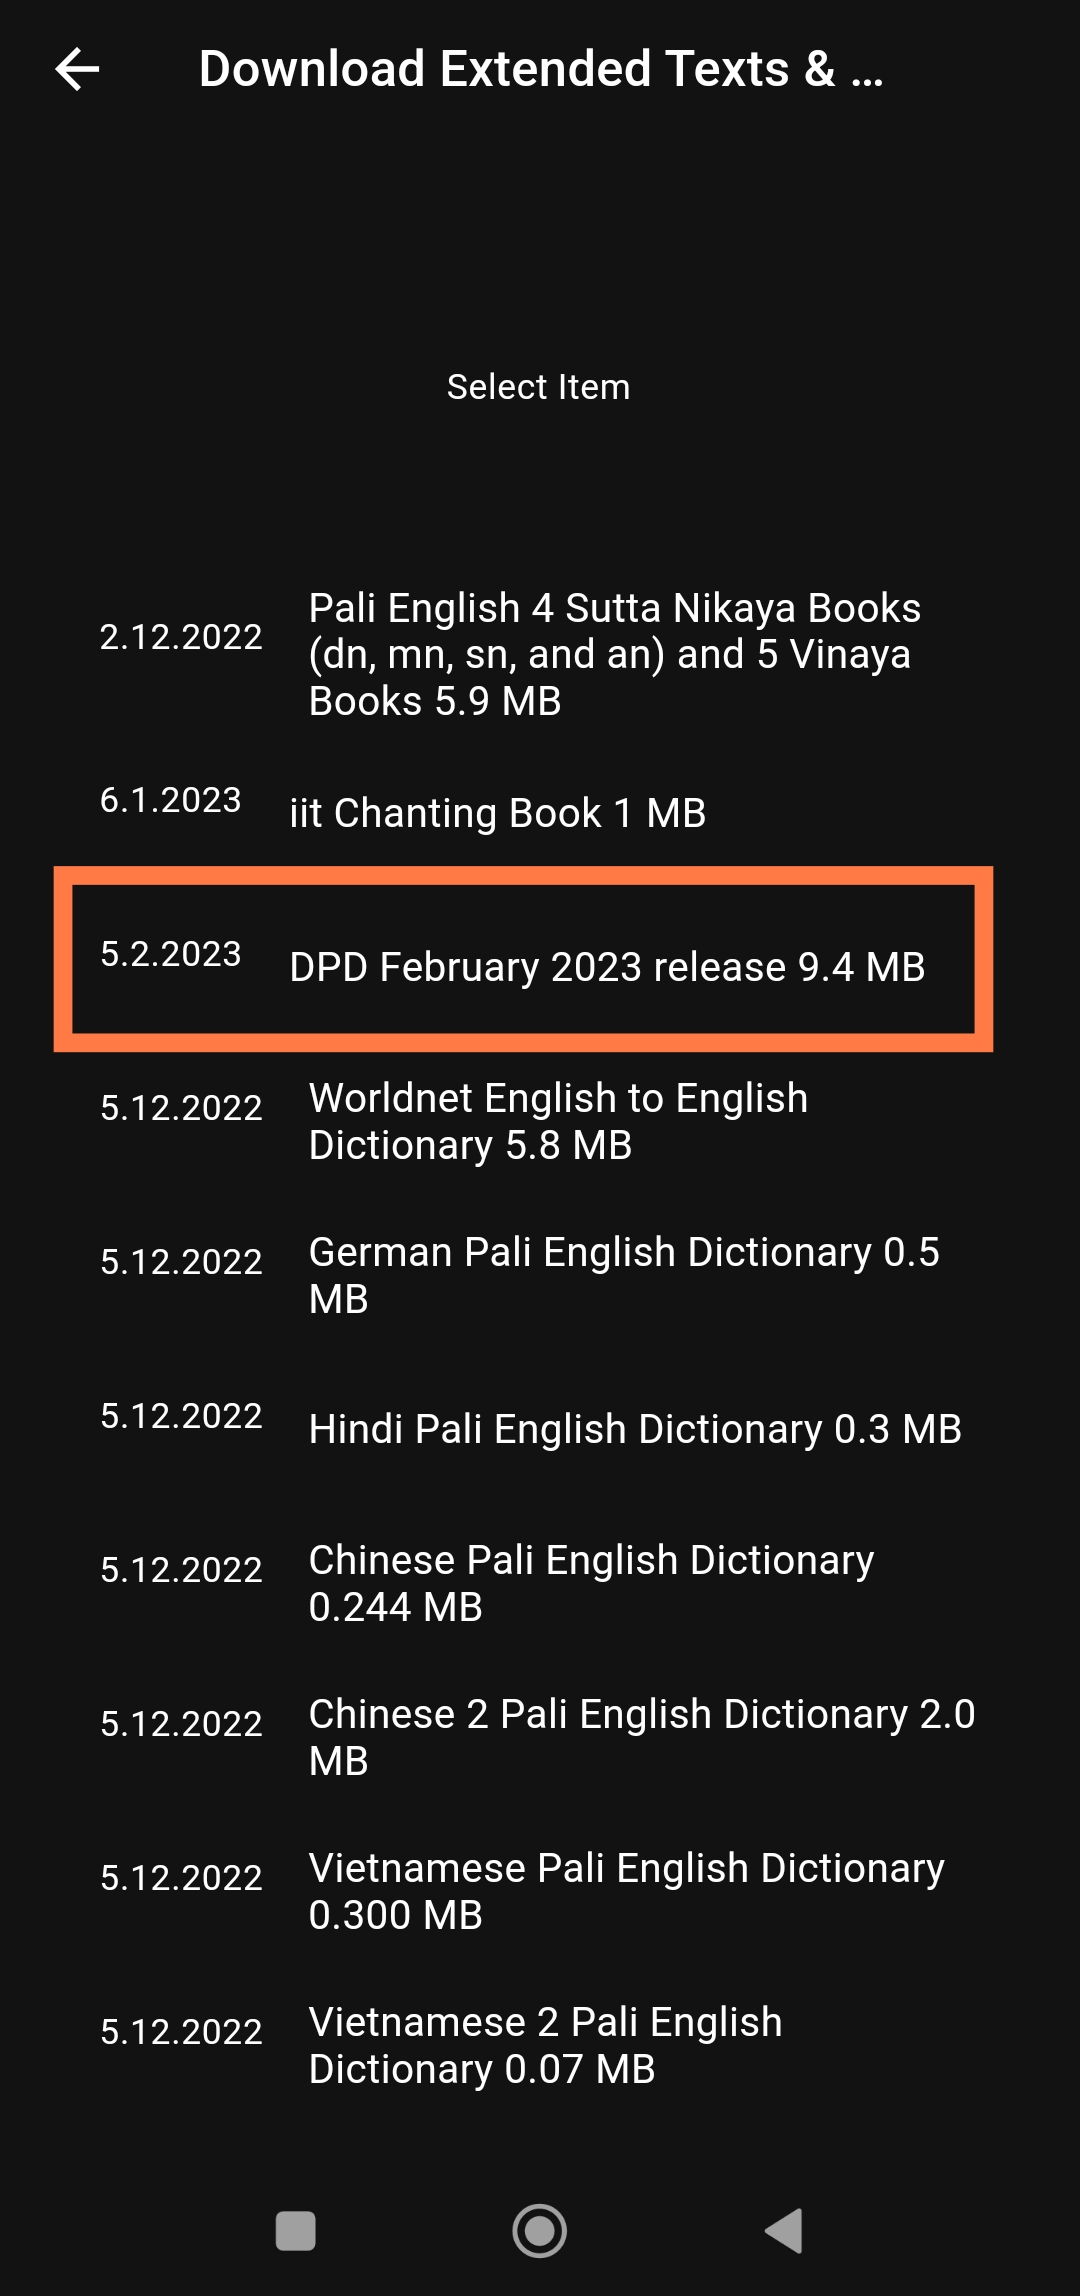 Download Extended Texts & ...
Select Item
2.12.2022
Pali English 4 Sutta Nikaya Books
(dn, mn, sn, and an) and 5 Vinaya
Books 5.9 MB
6.1.2023
iit Chanting Book 1 MB
5.2.2023
DPD February 2023 release 9.4 MB
5.12.2022
Worldnet English to English
Dictionary 5.8 MB
5.12.2022
German Pali English Dictionary 0.5
MB
5.12.2022
Hindi Pali English Dictionary 0.3 MB
5.12.2022
Chinese Pali English Dictionary
0.244 MB
5.12.2022
Chinese 2 Pali English Dictionary 2.0
MB
5.12.2022
Vietnamese Pali English Dictionary
0.300 MB
5.12.2022
Vietnamese 2 Pali English
Dictionary 0.07 MB